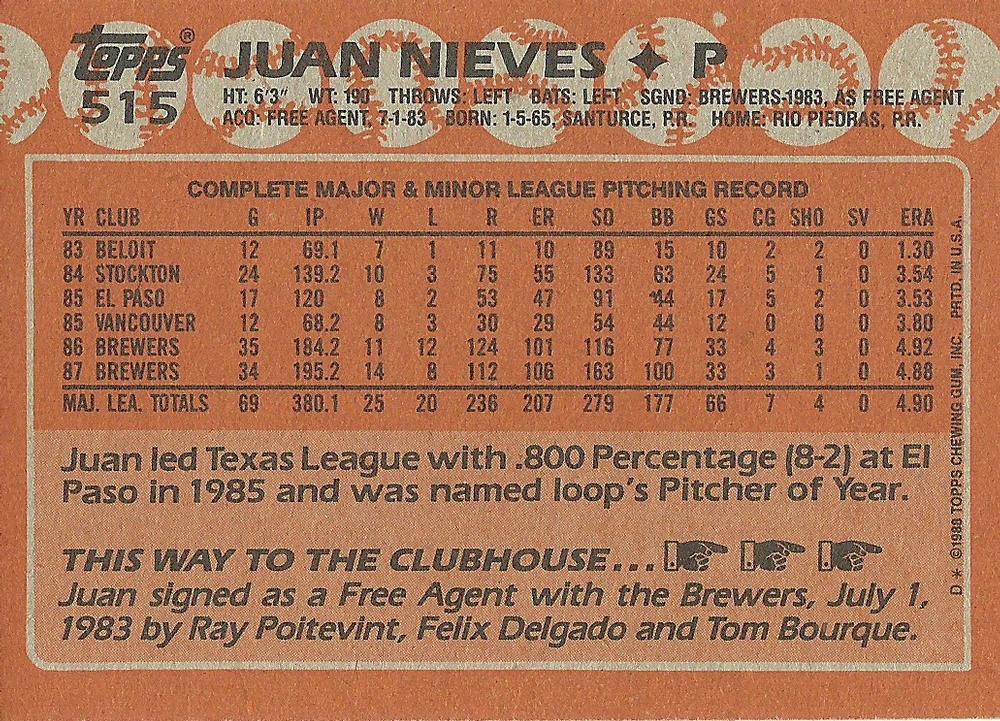 topps® JUAN NIEVES ✦ P
515 HT: 6'3" WT: 190 THROWS: LEFT BATS: LEFT SGND: BREWERS-1983, AS FREE AGENT
ACQ: FREE AGENT, 7-1-83 BORN: 1-5-65, SANTURCE, P.R. HOME: RIO PIEDRAS, P.R.
COMPLETE MAJOR & MINOR LEAGUE PITCHING RECORD
YR CLUB G IP W L R ER SO BB GS CG SHO SV ERA
83 BELOIT 12 69.1 7 1 11 10 89 15 10 2 2 0 1.30
84 STOCKTON 24 139.2 10 3 75 55 133 63 24 5 1 0 3.54
85 EL PASO 17 120 8 2 53 47 91 44 17 5 2 0 3.53
85 VANCOUVER 12 68.2 8 3 30 29 54 44 12 0 0 0 3.80
86 BREWERS 35 184.2 11 12 124 101 116 77 33 4 3 0 4.92
87 BREWERS 34 195.2 14 8 112 106 163 100 33 3 1 0 4.88
MAJ. LEA. TOTALS 69 380.1 25 20 236 207 279 177 66 7 4 0 4.90
Juan led Texas League with .800 Percentage (8-2) at El
Paso in 1985 and was named loop's Pitcher of Year.
THIS WAY TO THE CLUBHOUSE...
Juan signed as a Free Agent with the Brewers, July 1,
1983 by Ray Poitevint, Felix Delgado and Tom Bourque.
D* ©1988 TOPPS CHEWING GUM, INC. PRTD. IN U.S.A.